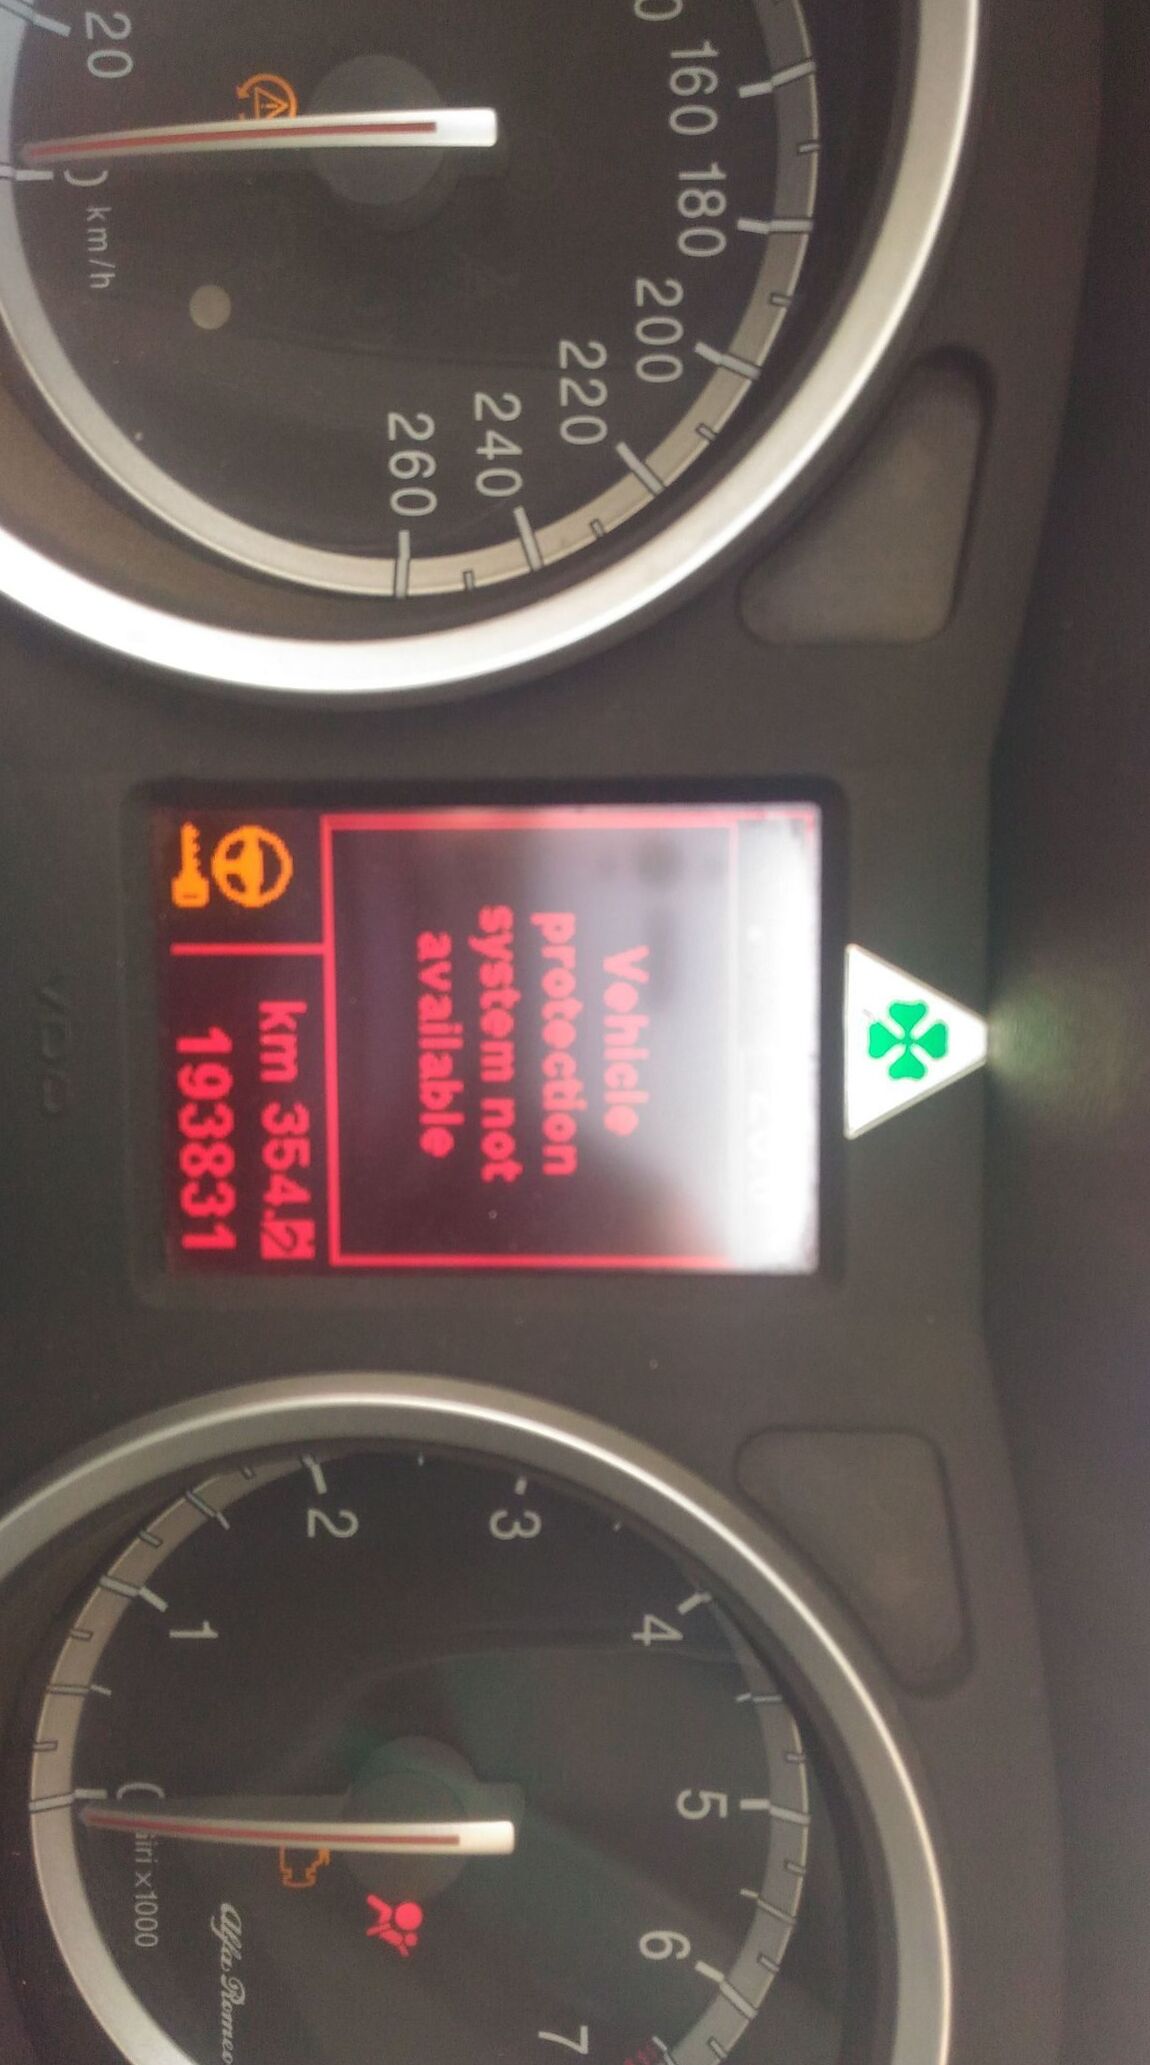 20
160
180
200
220
240
260
km/h
Vehicle
protection
system not
available
km 354.2
193831
VDO
1
2
3
4
5
6
7
x1000
Alfa Romeo